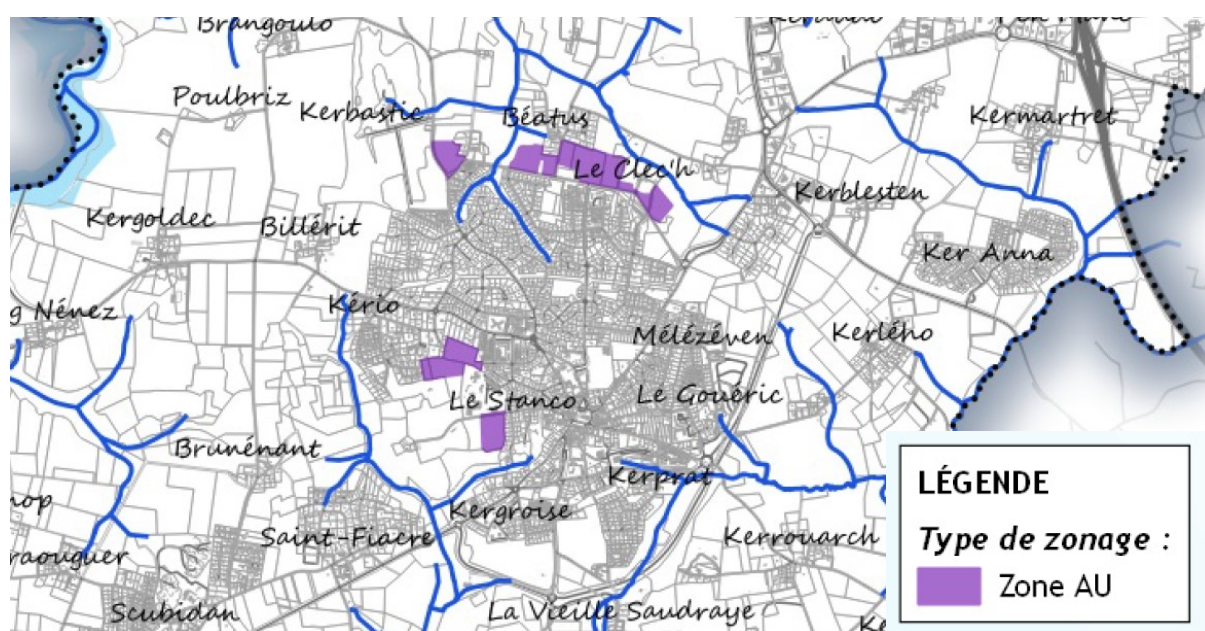 Brangoulo
Poulbriz
Kerbastic
Béatus
Kermartret
Le Clec'h
Kerblesten
Kergoldec
Billérit
Ker Anna
Nénez
Kério
Mélézéven
Kerlého
Le Stanco
Le Gouéric
Brunénant
Kerprat
Kergroise
Saint-Fiacre
Kerrouarch
Scubidan
La Vieille Saudraye
LÉGENDE
Type de zonage :
Zone AU